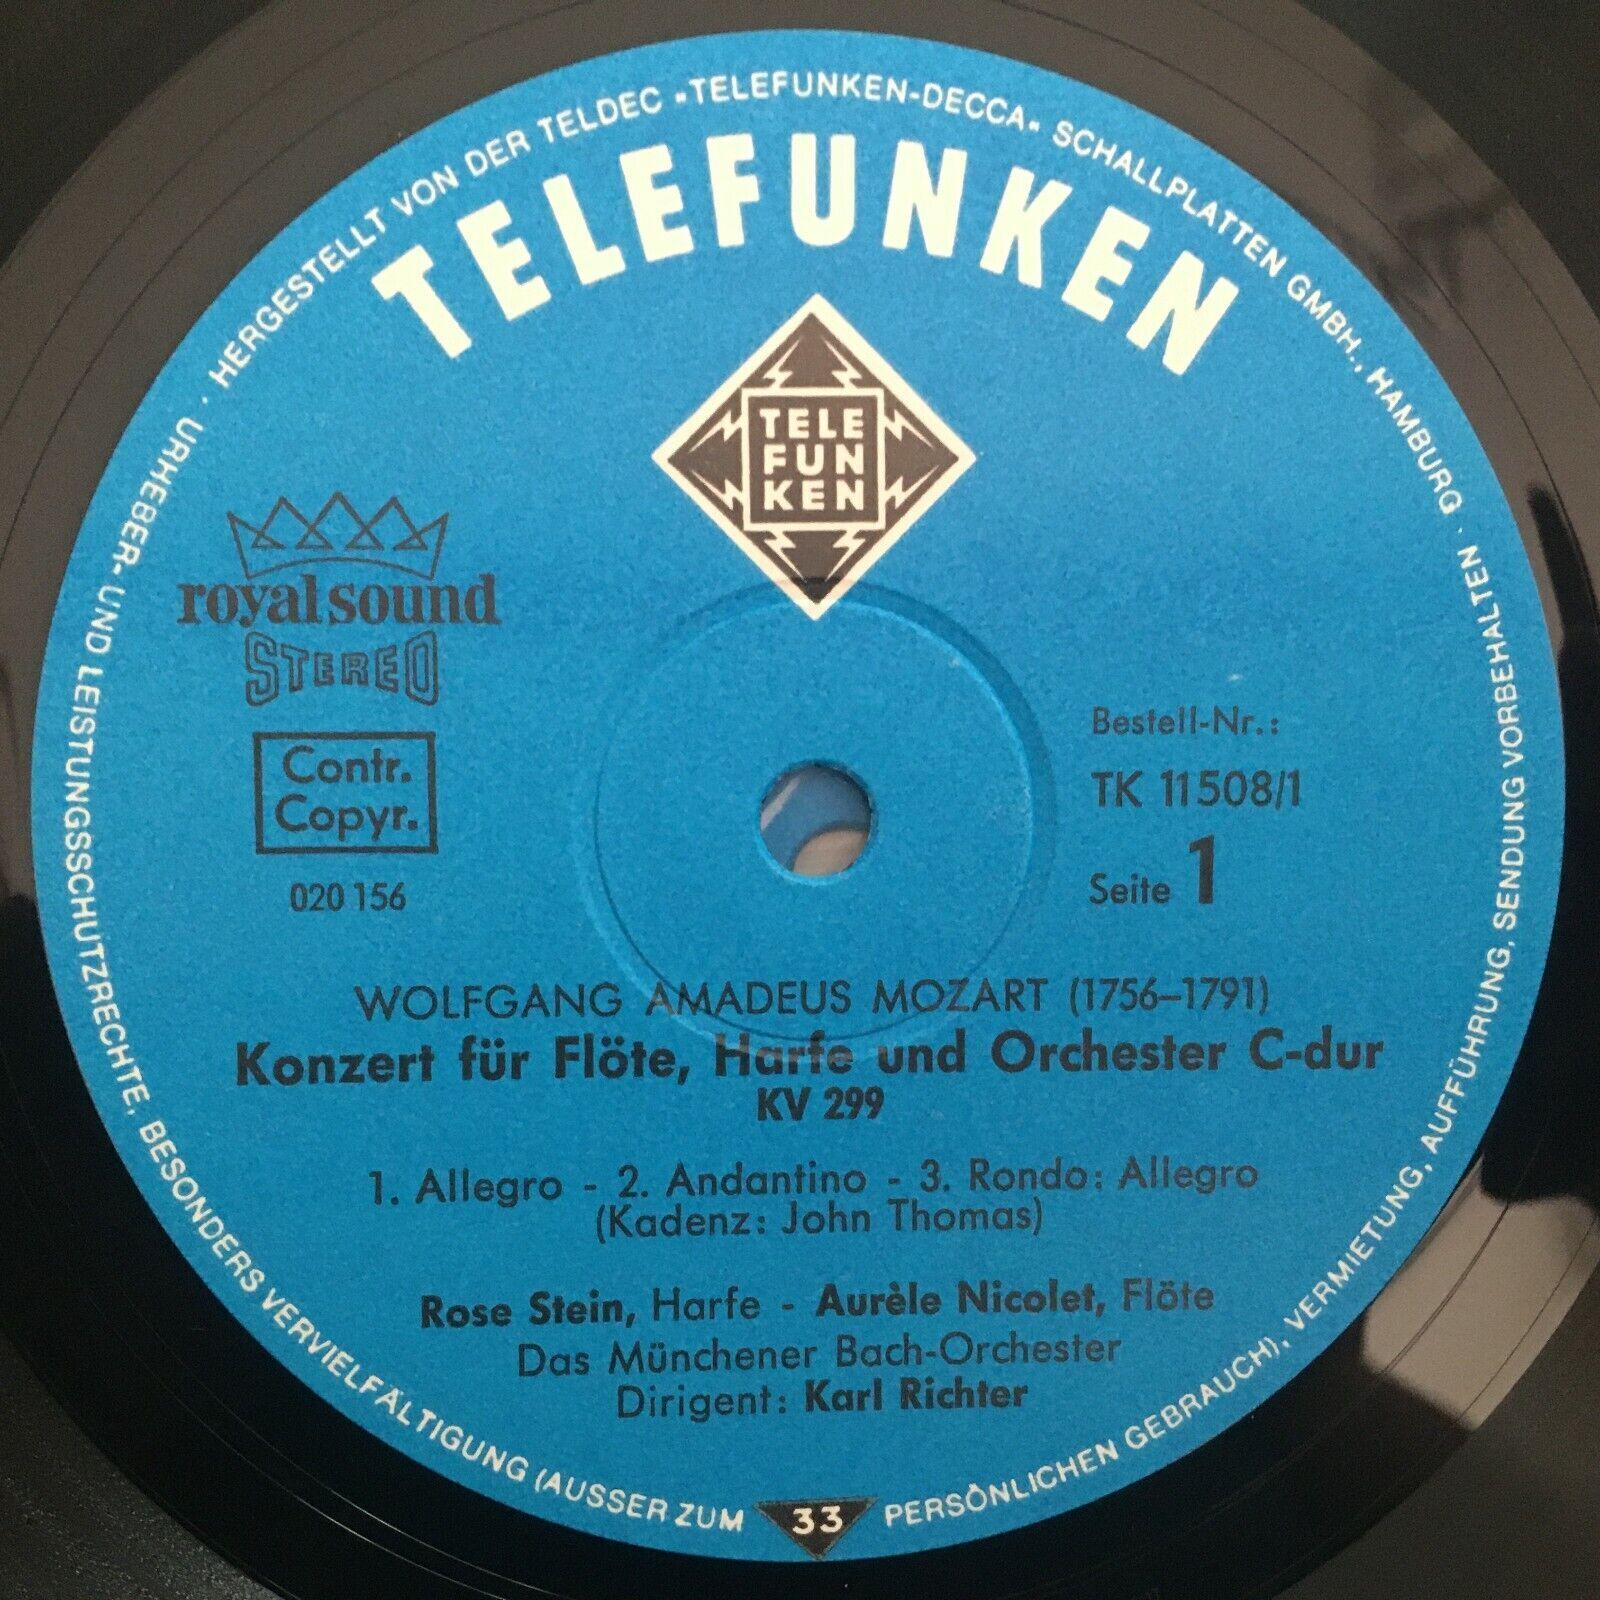 HERGESTELLT VON DER TELDEC •TELEFUNKEN-DECCA• SCHALLPLATTEN GMBH., HAMBURG · URHEBER- UND LEISTUNGSSCHUTZRECHTE, BESONDERS VERVIELFÄLTIGUNG (AUSSER ZUM PERSÖNLICHEN GEBRAUCH), VERMIETUNG, AUFFÜHRUNG, SENDUNG VORBEHALTEN ·
TELEFUNKEN
TELE
FUN
KEN
royal sound
STEREO
Contr.
Copyr.
020 156
Bestell-Nr.:
TK 11508/1
Seite 1
WOLFGANG AMADEUS MOZART (1756–1791)
Konzert für Flöte, Harfe und Orchester C-dur
KV 299
1. Allegro - 2. Andantino - 3. Rondo: Allegro
(Kadenz: John Thomas)
Rose Stein, Harfe - Aurèle Nicolet, Flöte
Das Münchener Bach-Orchester
Dirigent: Karl Richter
33